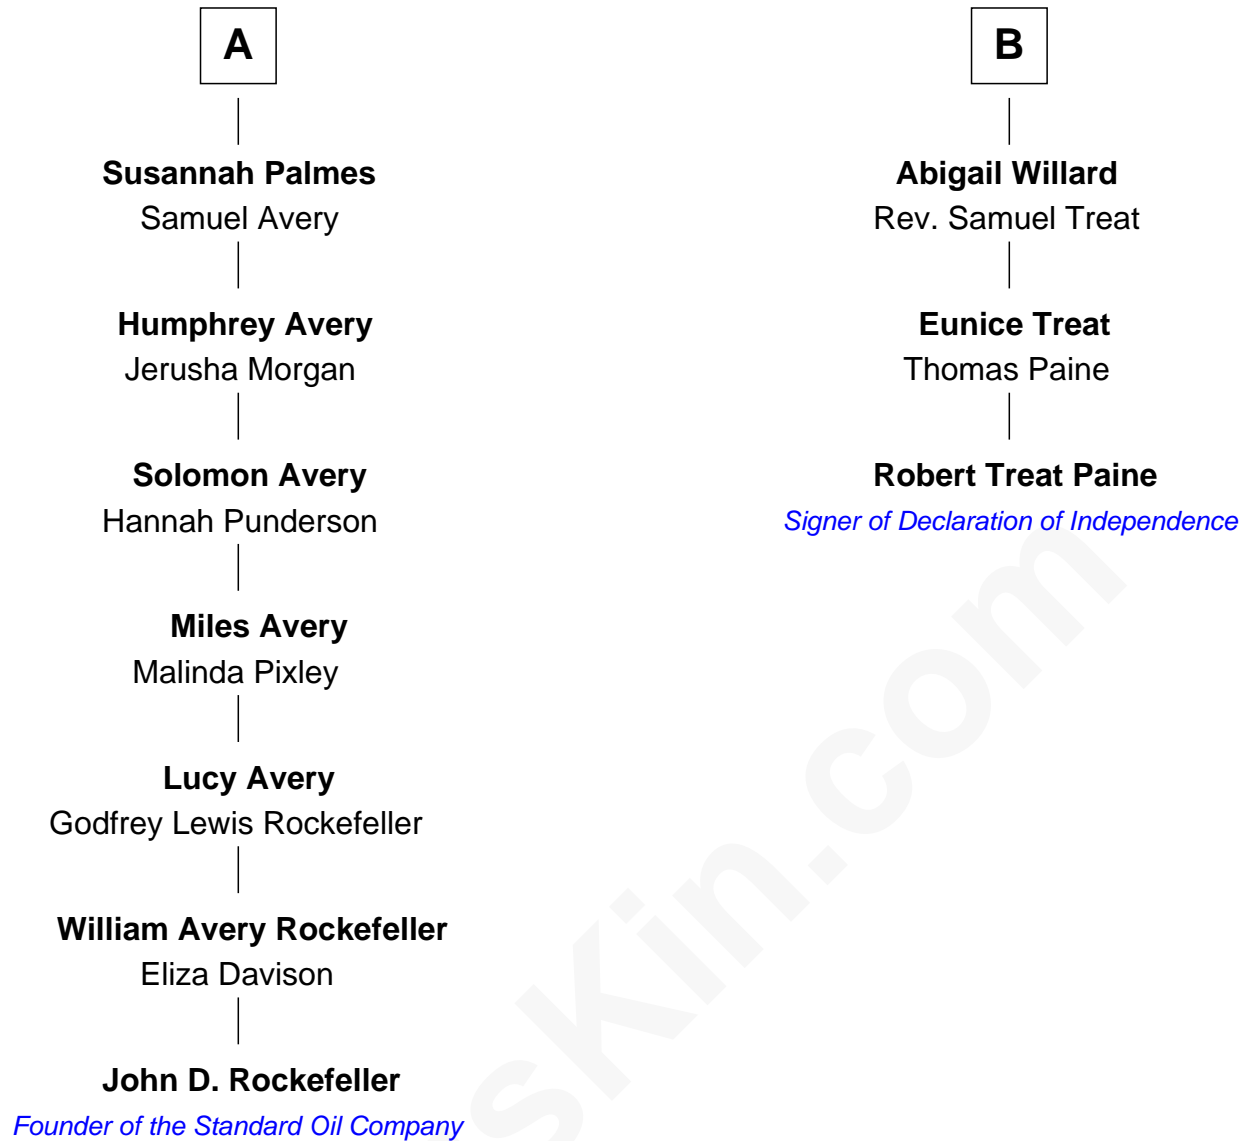 A
Susannah Palmes
Samuel Avery
Humphrey Avery
Jerusha Morgan
Solomon Avery
Hannah Punderson
Miles Avery
Malinda Pixley
Lucy Avery
Godfrey Lewis Rockefeller
William Avery Rockefeller
Eliza Davison
John D. Rockefeller
Founder of the Standard Oil Company
B
Abigail Willard
Rev. Samuel Treat
Eunice Treat
Thomas Paine
Robert Treat Paine
Signer of Declaration of Independence
sKin.com